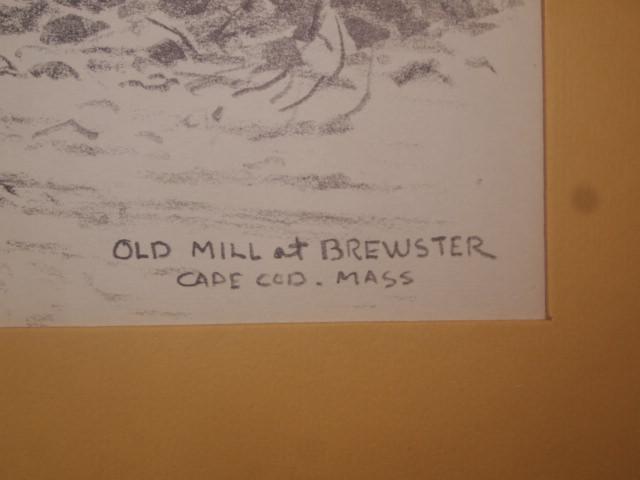 OLD MILL at BREWSTER
CAPE COD. MASS